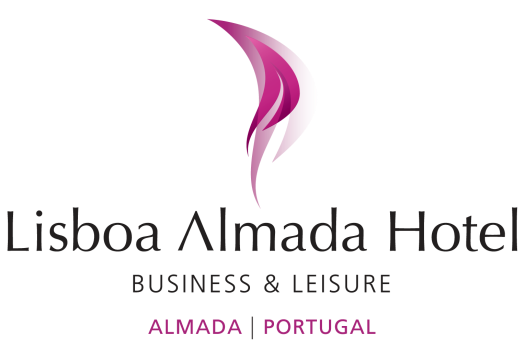 Lisboa Almada Hotel
BUSINESS & LEISURE
ALMADA | PORTUGAL